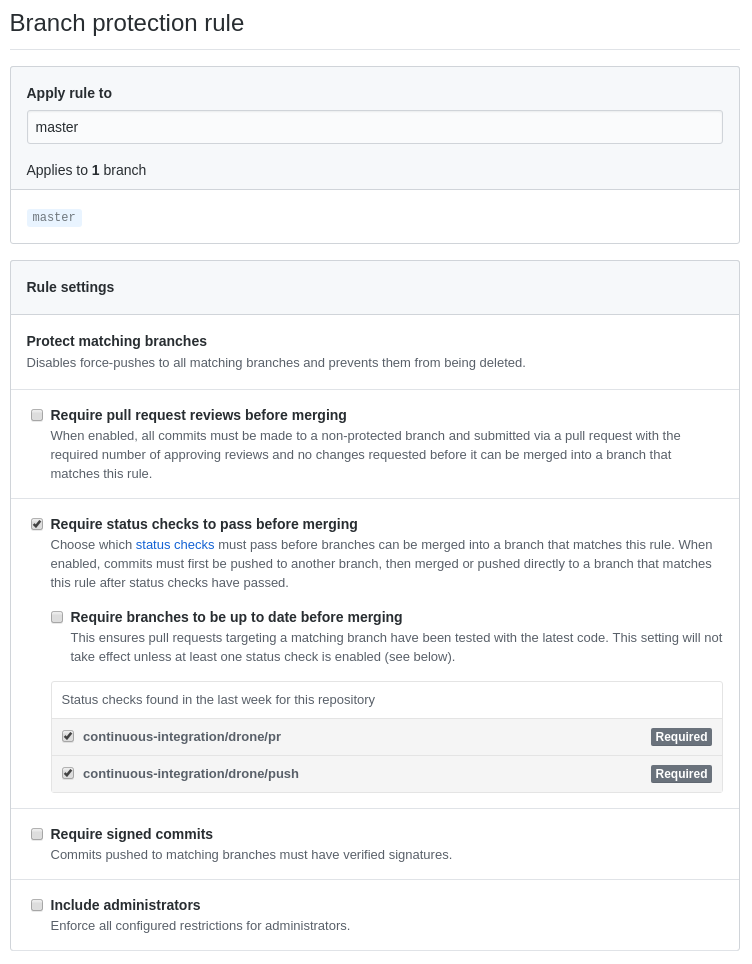 Branch protection rule
Apply rule to
master
Applies to 1 branch
master
Rule settings
Protect matching branches
Disables force-pushes to all matching branches and prevents them from being deleted.
Require pull request reviews before merging
When enabled, all commits must be made to a non-protected branch and submitted via a pull request with the
required number of approving reviews and no changes requested before it can be merged into a branch that
matches this rule.
Require status checks to pass before merging
Choose which status checks must pass before branches can be merged into a branch that matches this rule. When
enabled, commits must first be pushed to another branch, then merged or pushed directly to a branch that matches
this rule after status checks have passed.
Require branches to be up to date before merging
This ensures pull requests targeting a matching branch have been tested with the latest code. This setting will not
take effect unless at least one status check is enabled (see below).
Status checks found in the last week for this repository
continuous-integration/drone/pr Required
continuous-integration/drone/push Required
Require signed commits
Commits pushed to matching branches must have verified signatures.
Include administrators
Enforce all configured restrictions for administrators.